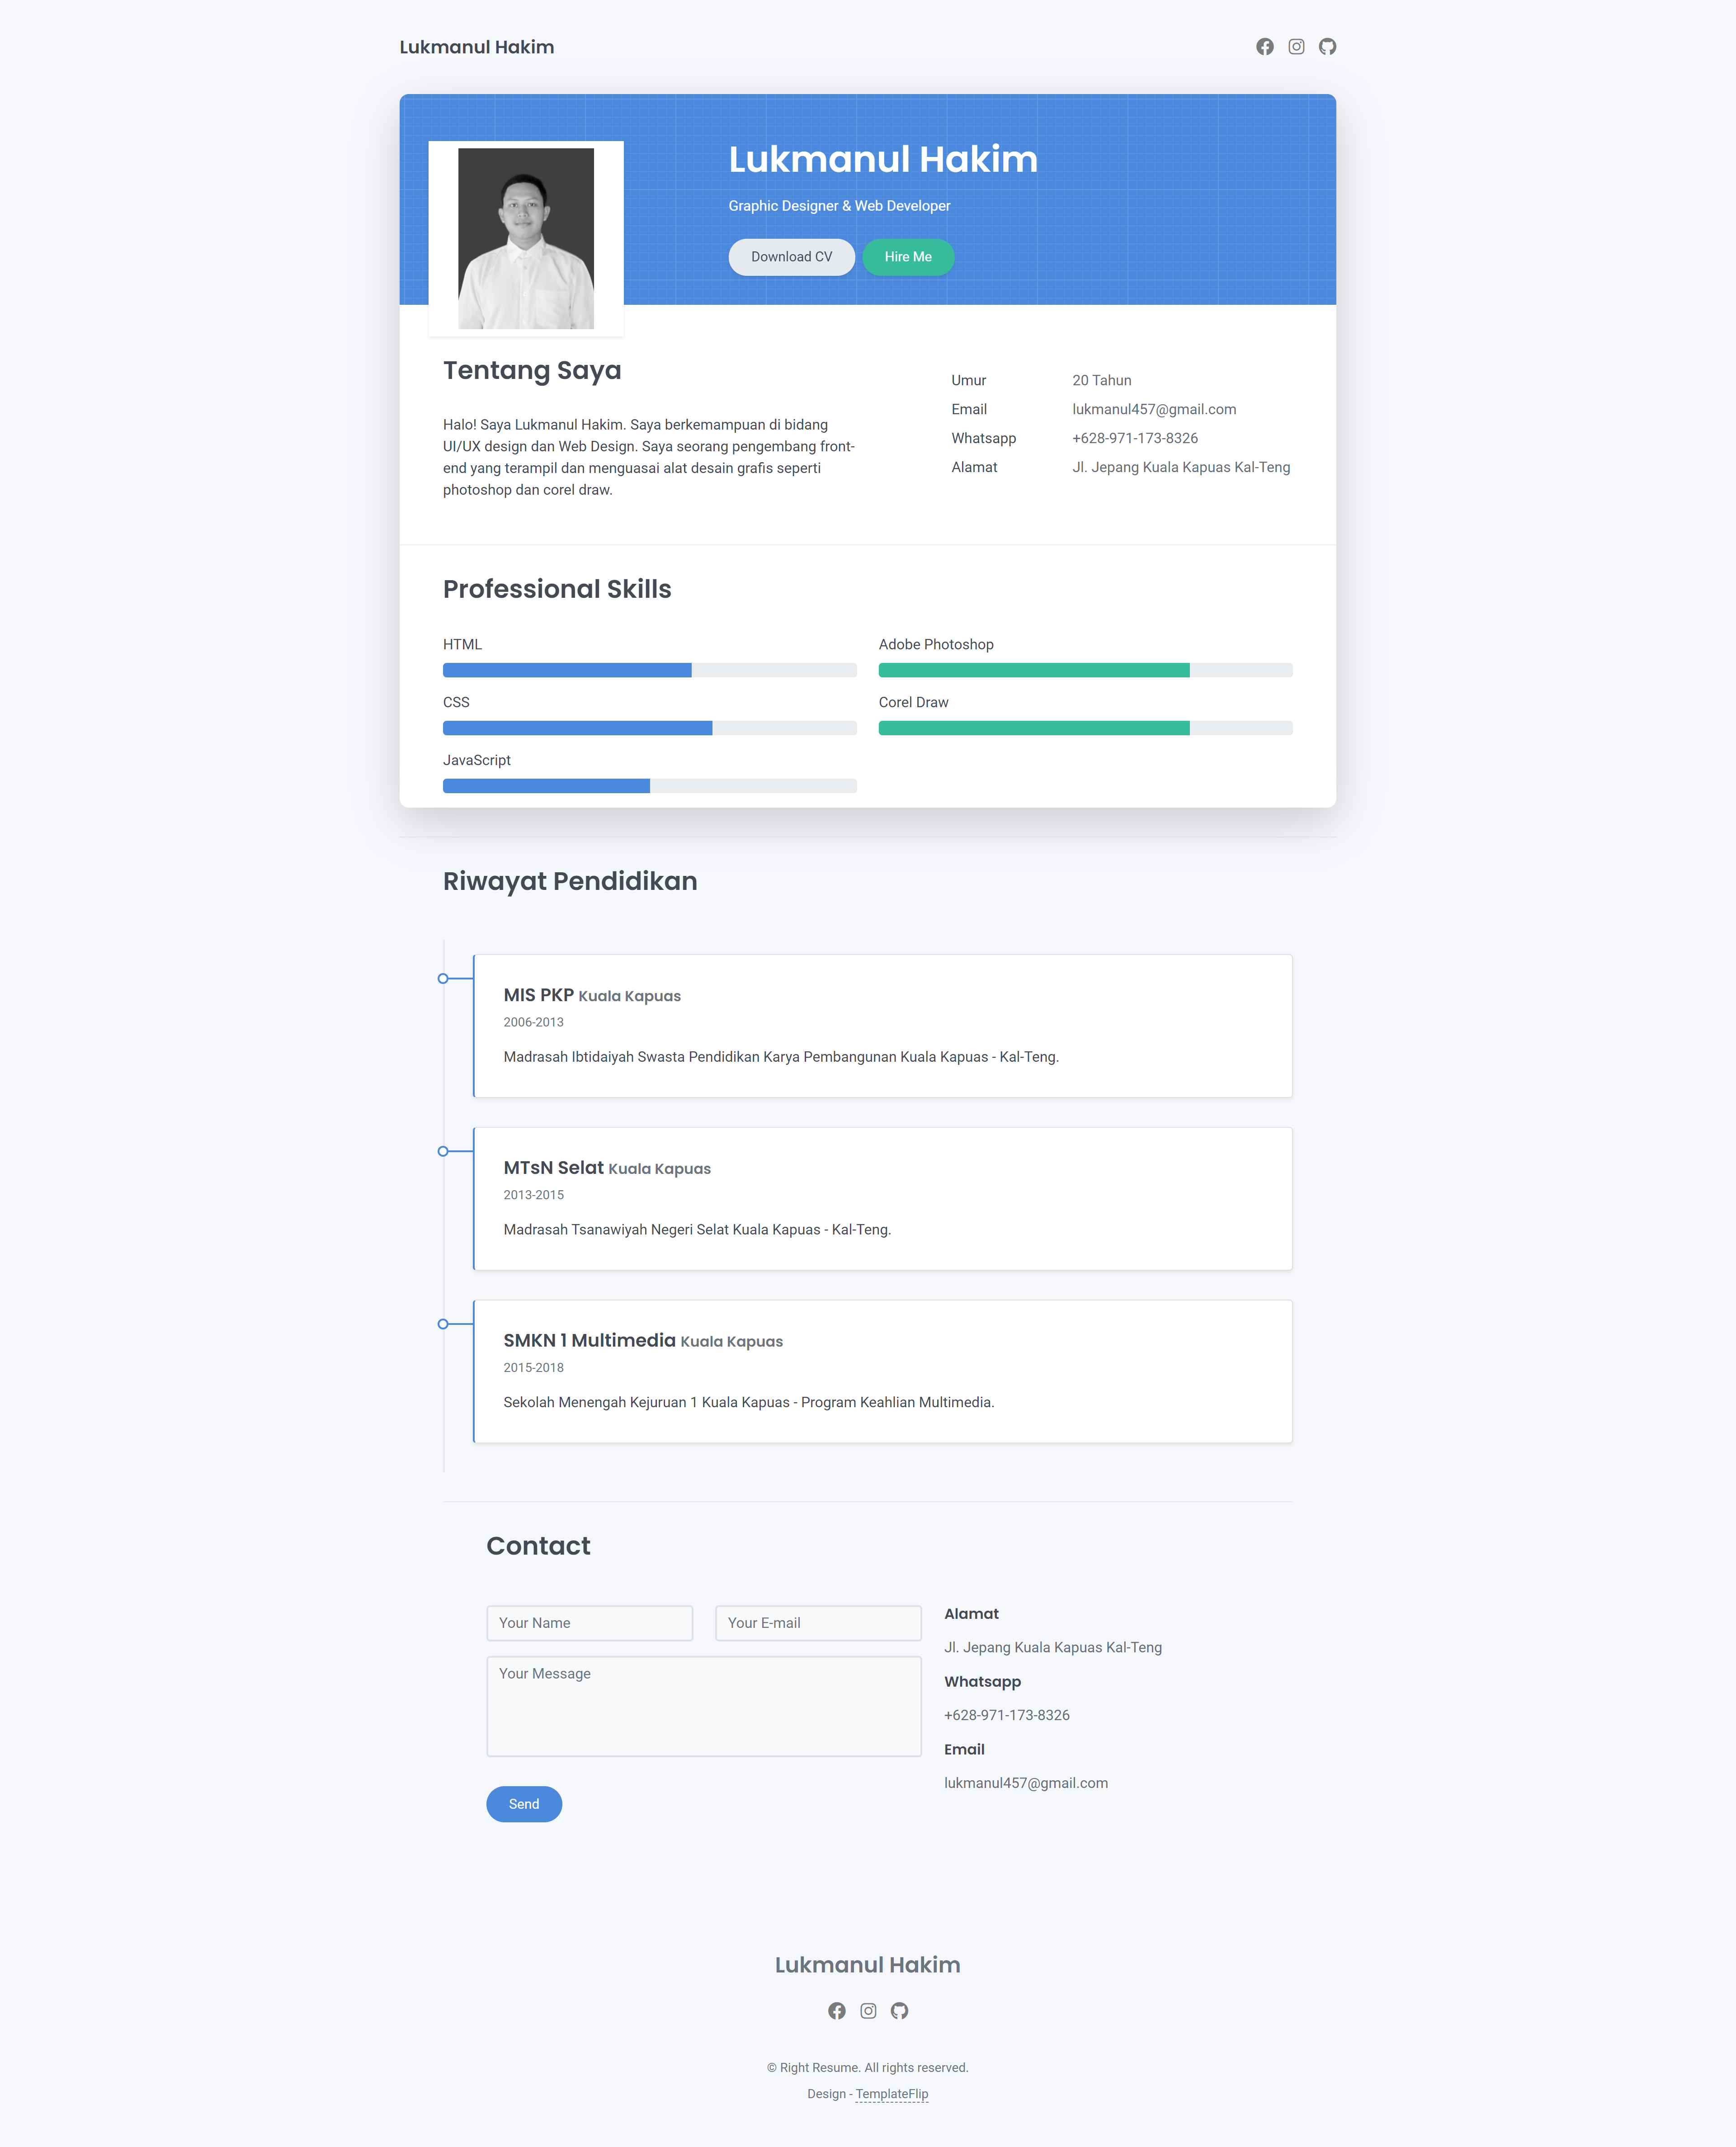 Lukmanul Hakim
Lukmanul Hakim
Graphic Designer & Web Developer
Download CV
Hire Me
Tentang Saya
Halo! Saya Lukmanul Hakim. Saya berkemampuan di bidang
UI/UX design dan Web Design. Saya seorang pengembang front-
end yang terampil dan menguasai alat desain grafis seperti
photoshop dan corel draw.
Umur 20 Tahun
Email lukmanul457@gmail.com
Whatsapp +628-971-173-8326
Alamat Jl. Jepang Kuala Kapuas Kal-Teng
Professional Skills
HTML
CSS
JavaScript
Adobe Photoshop
Corel Draw
Riwayat Pendidikan
MIS PKP Kuala Kapuas
2006-2013
Madrasah Ibtidaiyah Swasta Pendidikan Karya Pembangunan Kuala Kapuas - Kal-Teng.
MTsN Selat Kuala Kapuas
2013-2015
Madrasah Tsanawiyah Negeri Selat Kuala Kapuas - Kal-Teng.
SMKN 1 Multimedia Kuala Kapuas
2015-2018
Sekolah Menengah Kejuruan 1 Kuala Kapuas - Program Keahlian Multimedia.
Contact
Your Name
Your E-mail
Your Message
Send
Alamat
Jl. Jepang Kuala Kapuas Kal-Teng
Whatsapp
+628-971-173-8326
Email
lukmanul457@gmail.com
Lukmanul Hakim
© Right Resume. All rights reserved.
Design - TemplateFlip